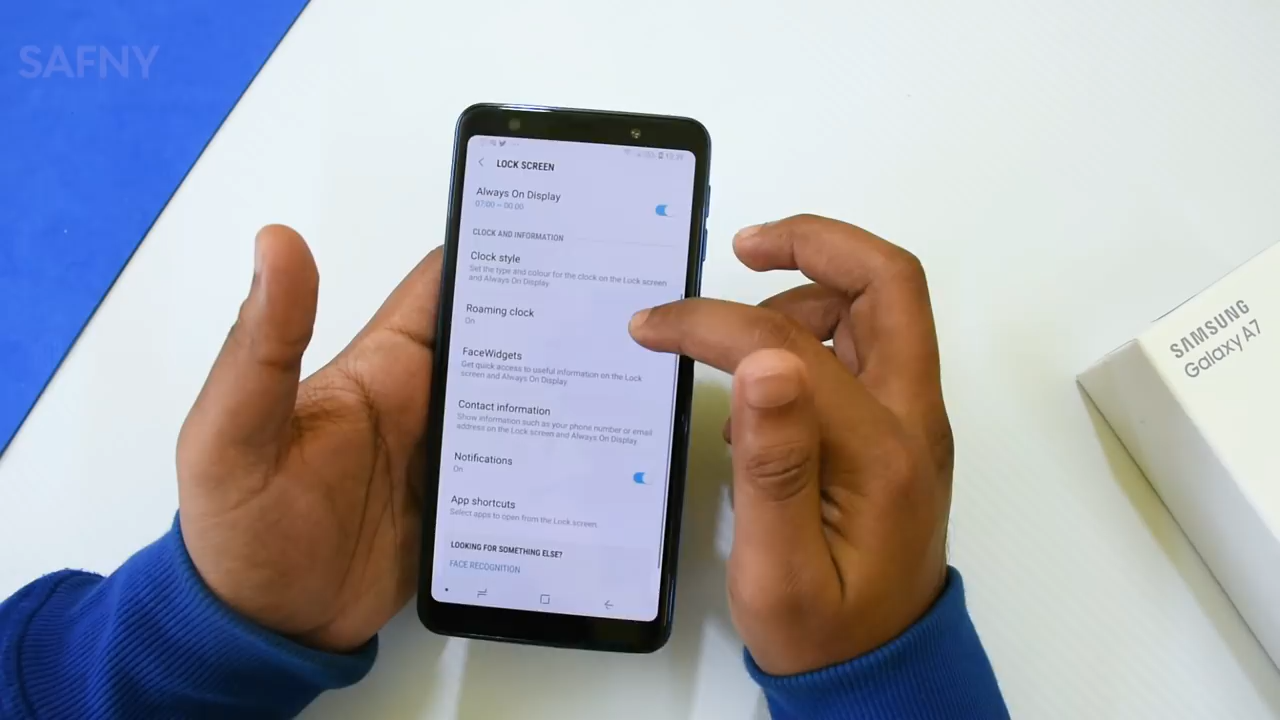 SAFNY
LOCK SCREEN
Always On Display
07:00 ~ 00:00
CLOCK AND INFORMATION
Clock style
Set the type and colour for the clock on the Lock screen
and Always On Display.
Roaming clock
On
FaceWidgets
Get quick access to useful information on the Lock
screen and Always On Display.
Contact information
Show information such as your phone number or email
address on the Lock screen and Always On Display.
Notifications
On
App shortcuts
Select apps to open from the Lock screen.
LOOKING FOR SOMETHING ELSE?
FACE RECOGNITION
SAMSUNG
Galaxy A7